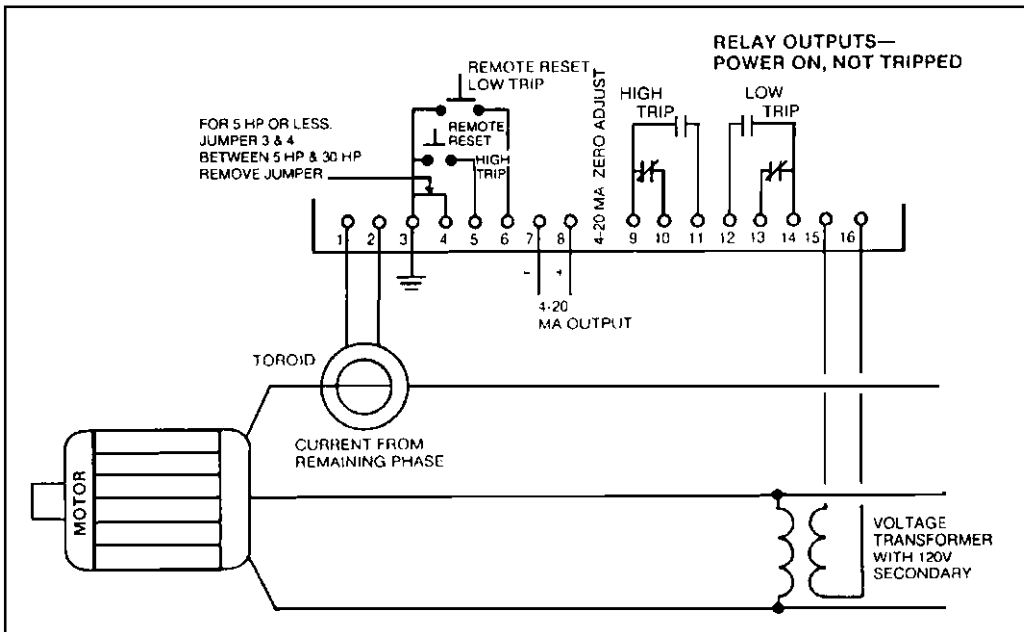 RELAY OUTPUTS—
POWER ON, NOT TRIPPED
REMOTE RESET
LOW TRIP
4-20 MA ZERO ADJUST
HIGH
TRIP
LOW
TRIP
FOR 5 HP OR LESS.
JUMPER 3 & 4
BETWEEN 5 HP & 30 HP
REMOVE JUMPER
REMOTE
RESET
HIGH
TRIP
1 2 3 4 5 6 7 8 9 10 11 12 13 14 15 16
- +
4-20
MA OUTPUT
TOROID
CURRENT FROM
REMAINING PHASE
MOTOR
VOLTAGE
TRANSFORMER
WITH 120V
SECONDARY